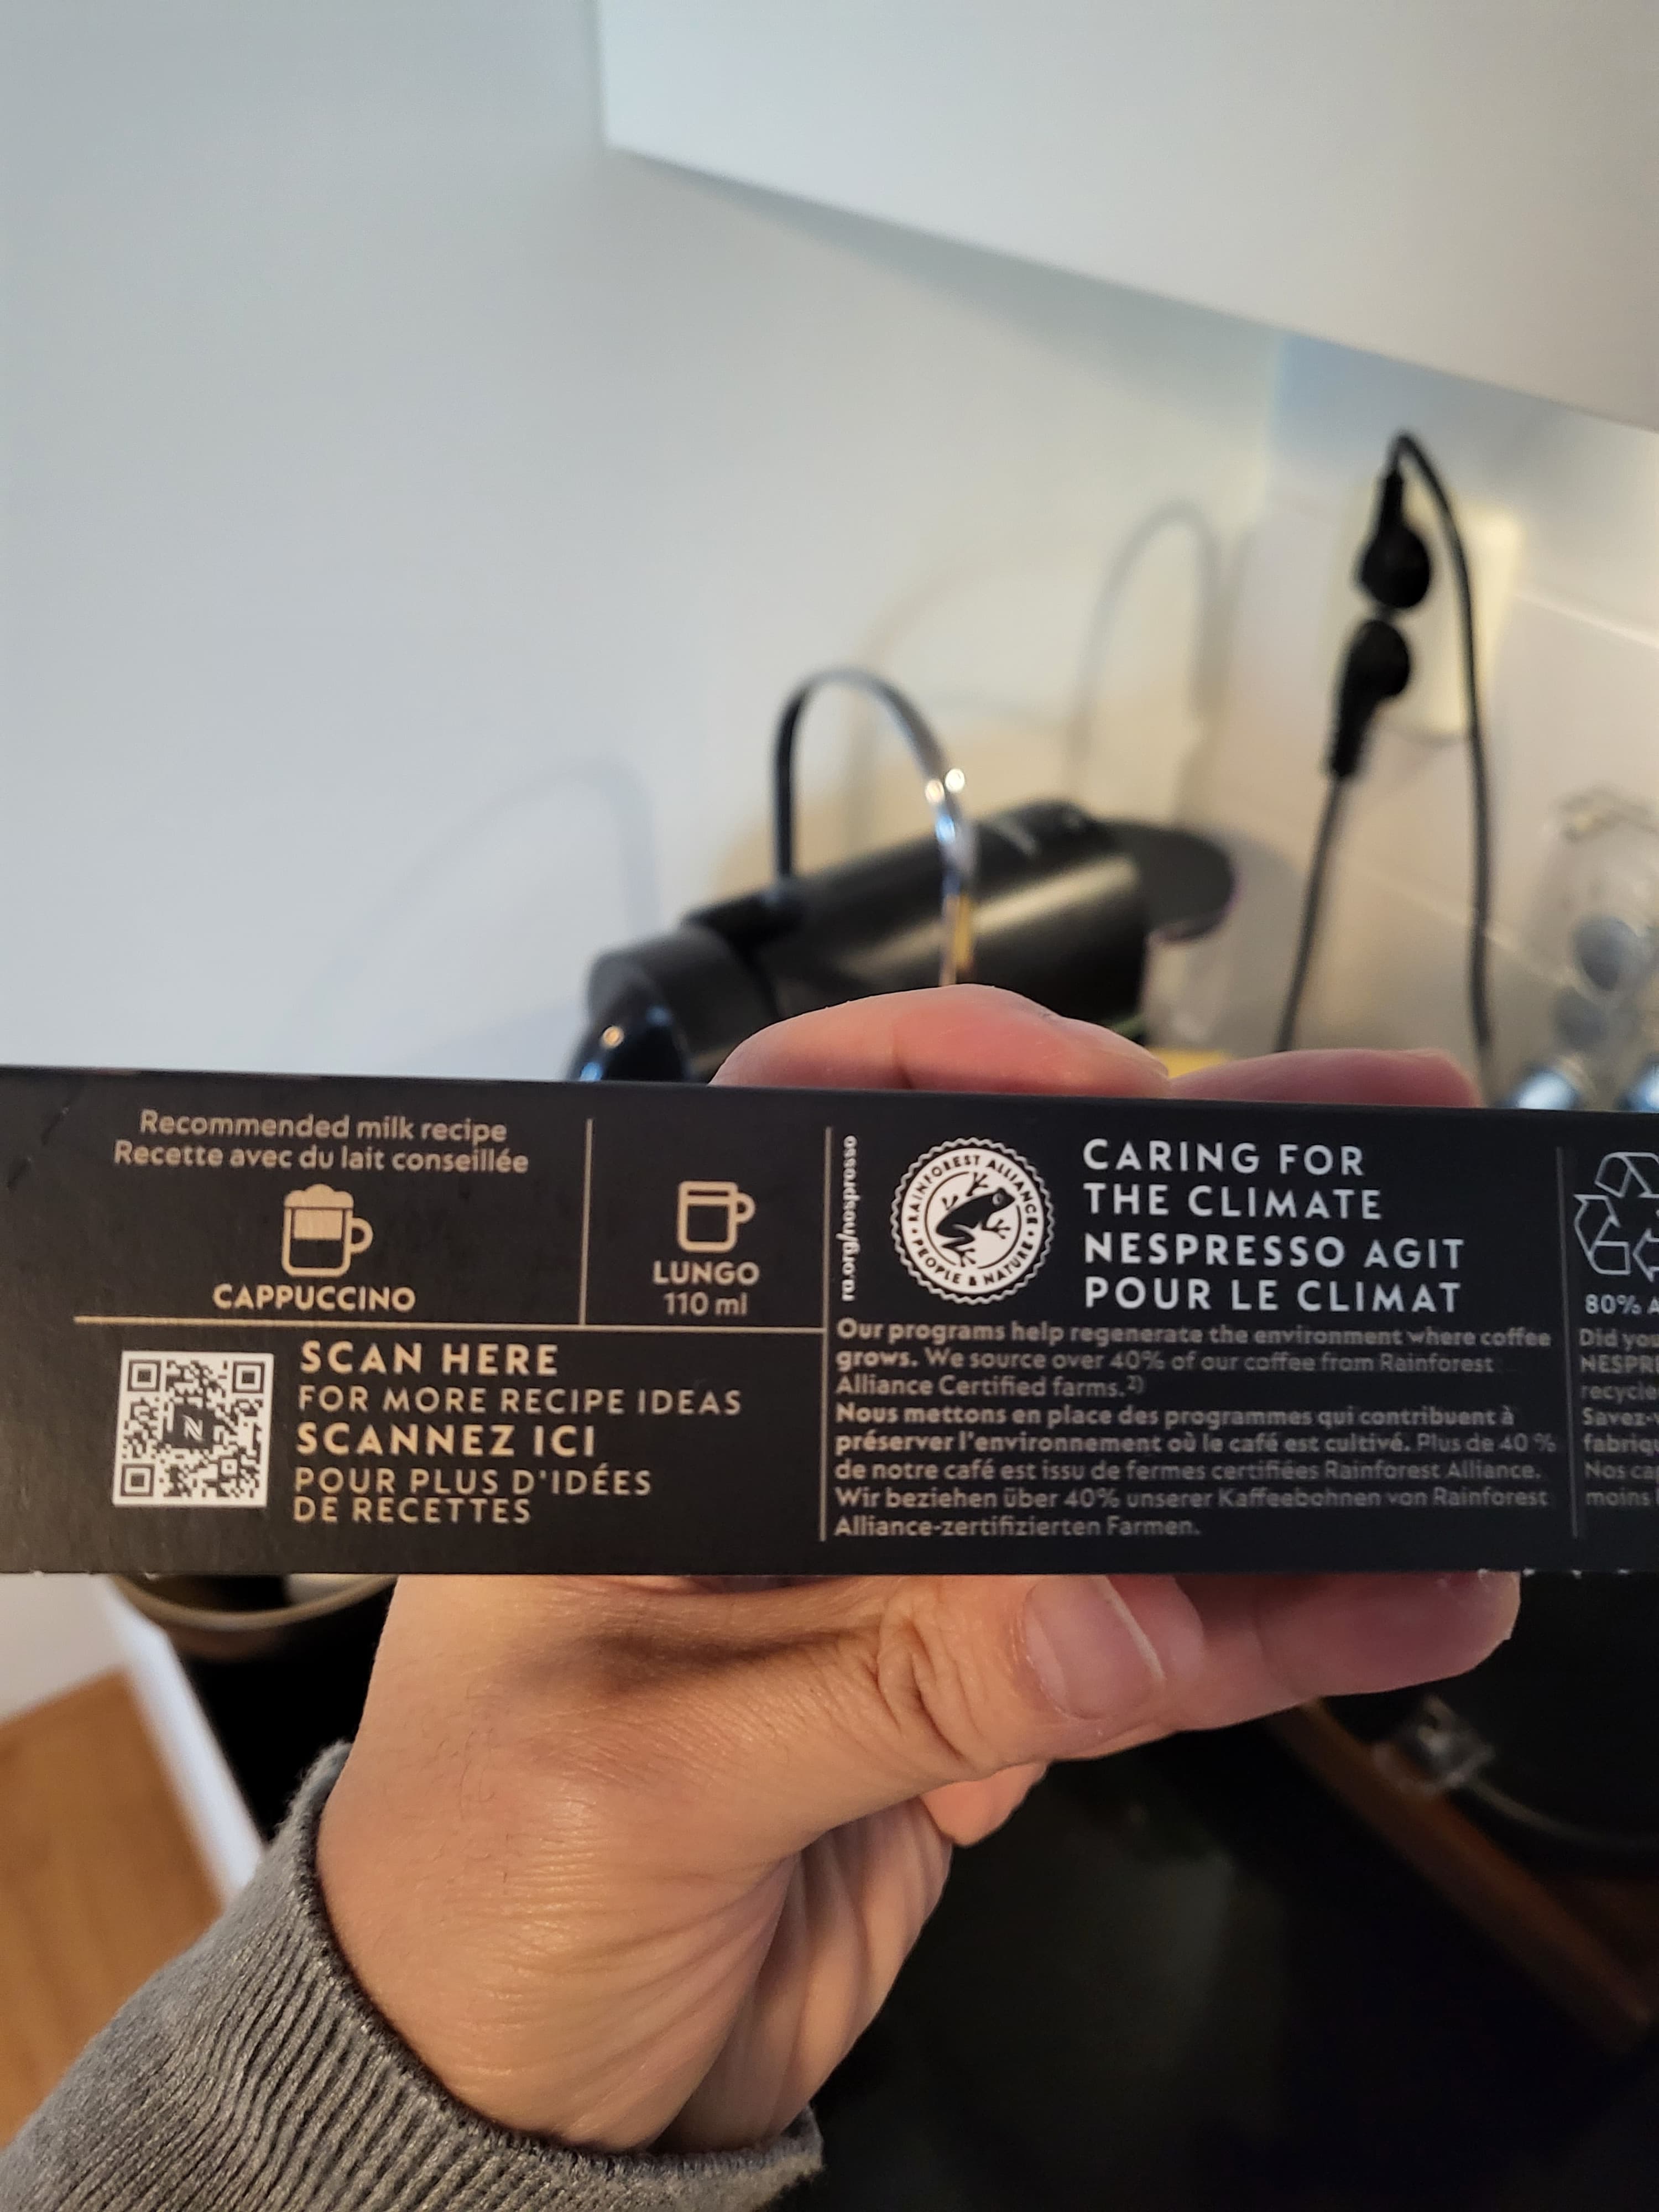 Recommended milk recipe
Recette avec du lait conseillée
CAPPUCCINO
LUNGO
110 ml
SCAN HERE
FOR MORE RECIPE IDEAS
SCANNEZ ICI
POUR PLUS D'IDÉES
DE RECETTES
ra.org/nespresso
RAINFOREST ALLIANCE
PEOPLE & NATURE
CARING FOR
THE CLIMATE
NESPRESSO AGIT
POUR LE CLIMAT
Our programs help regenerate the environment where coffee
grows. We source over 40% of our coffee from Rainforest
Alliance Certified farms.²⁾
Nous mettons en place des programmes qui contribuent à
préserver l'environnement où le café est cultivé. Plus de 40 %
de notre café est issu de fermes certifiées Rainforest Alliance.
Wir beziehen über 40% unserer Kaffeebohnen von Rainforest
Alliance-zertifizierten Farmen.
80%
Did you
Nos
moins